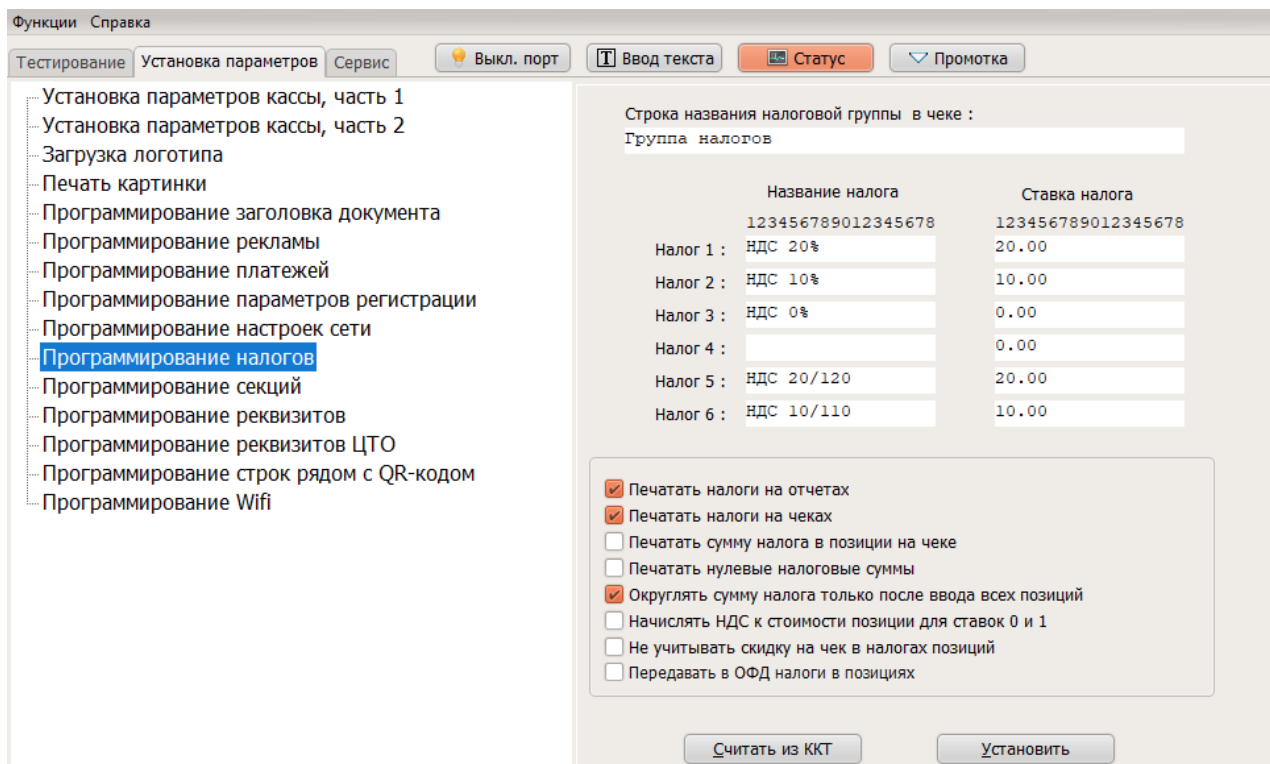 Функции Справка
Тестирование Установка параметров Сервис Выкл. порт T Ввод текста Статус Промотка
Установка параметров кассы, часть 1
Установка параметров кассы, часть 2
Загрузка логотипа
Печать картинки
Программирование заголовка документа
Программирование рекламы
Программирование платежей
Программирование параметров регистрации
Программирование настроек сети
Программирование налогов
Программирование секций
Программирование реквизитов
Программирование реквизитов ЦТО
Программирование строк рядом с QR-кодом
Программирование Wifi
Строка названия налоговой группы в чеке :
Группа налогов
Название налога Ставка налога
123456789012345678 123456789012345678
Налог 1 : НДС 20% 20.00
Налог 2 : НДС 10% 10.00
Налог 3 : НДС 0% 0.00
Налог 4 : 0.00
Налог 5 : НДС 20/120 20.00
Налог 6 : НДС 10/110 10.00
Печатать налоги на отчетах
Печатать налоги на чеках
Печатать сумму налога в позиции на чеке
Печатать нулевые налоговые суммы
Округлять сумму налога только после ввода всех позиций
Начислять НДС к стоимости позиции для ставок 0 и 1
Не учитывать скидку на чек в налогах позиций
Передавать в ОФД налоги в позициях
Считать из ККТ Установить